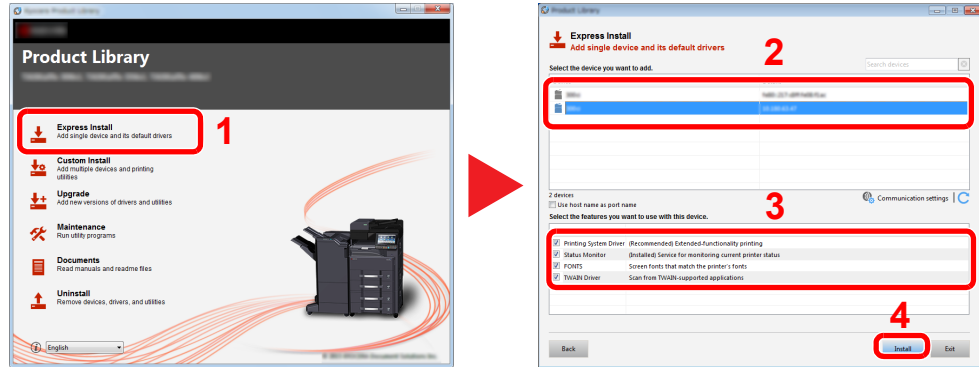 Product Library
Express Install
Add single device and its default drivers
1
Custom Install
Add multiple devices and printing
utilities
Upgrade
Add new versions of drivers and utilities
Maintenance
Run utility programs
Documents
Read manuals and readme files
Uninstall
Remove devices, drivers, and utilities
English
Product Library
Express Install
Add single device and its default drivers
2
Select the device you want to add.
Search devices
2 devices
Communication settings
Use host name as port name
3
Select the features you want to use with this device.
Printing System Driver (Recommended) Extended-functionality printing
Status Monitor (Installed) Service for monitoring current printer status
FONTS Screen fonts that match the printer's fonts
TWAIN Driver Scan from TWAIN-supported applications
4
Back
Install
Exit